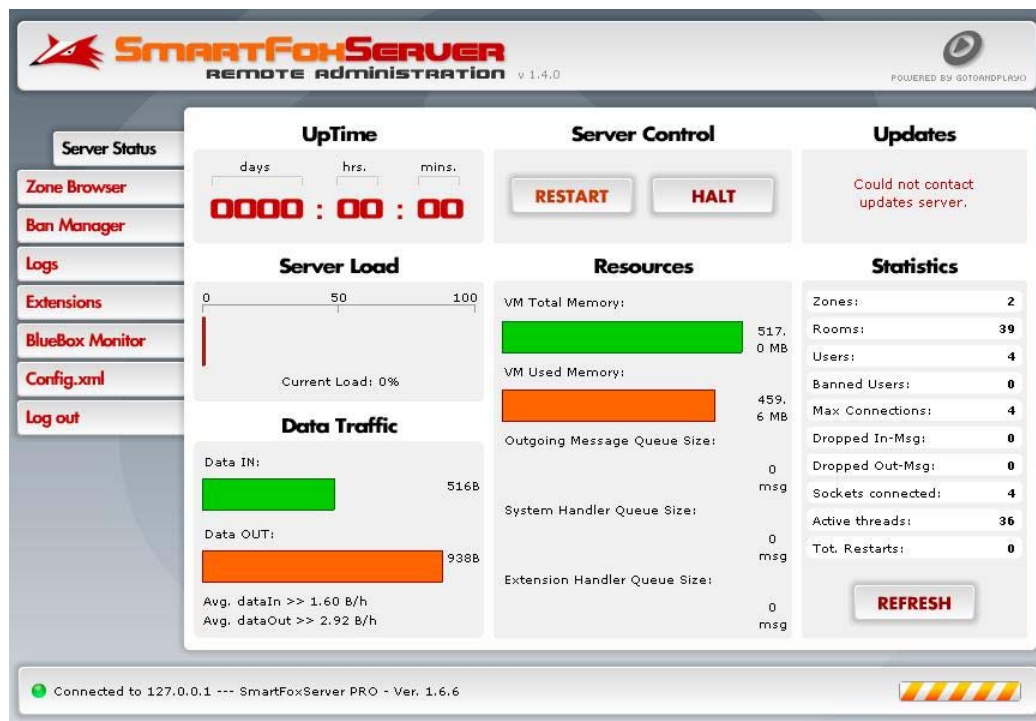 SmartFoxServer
Remote Administration v 1.4.0
POWERED BY GOTOANDPLAY()
Server Status
Zone Browser
Ban Manager
Logs
Extensions
BlueBox Monitor
Config.xml
Log out
UpTime
days hrs. mins.
0000 : 00 : 00
Server Control
RESTART HALT
Updates
Could not contact
updates server.
Server Load
0 50 100
Current Load: 0%
Data Traffic
Data IN:
516B
Data OUT:
938B
Avg. dataIn >> 1.60 B/h
Avg. dataOut >> 2.92 B/h
Resources
VM Total Memory:
517.
0 MB
VM Used Memory:
459.
6 MB
Outgoing Message Queue Size:
0
msg
System Handler Queue Size:
0
msg
Extension Handler Queue Size:
0
msg
Statistics
Zones: 2
Rooms: 39
Users: 4
Banned Users: 0
Max Connections: 4
Dropped In-Msg: 0
Dropped Out-Msg: 0
Sockets connected: 4
Active threads: 36
Tot. Restarts: 0
REFRESH
Connected to 127.0.0.1 --- SmartFoxServer PRO - Ver. 1.6.6